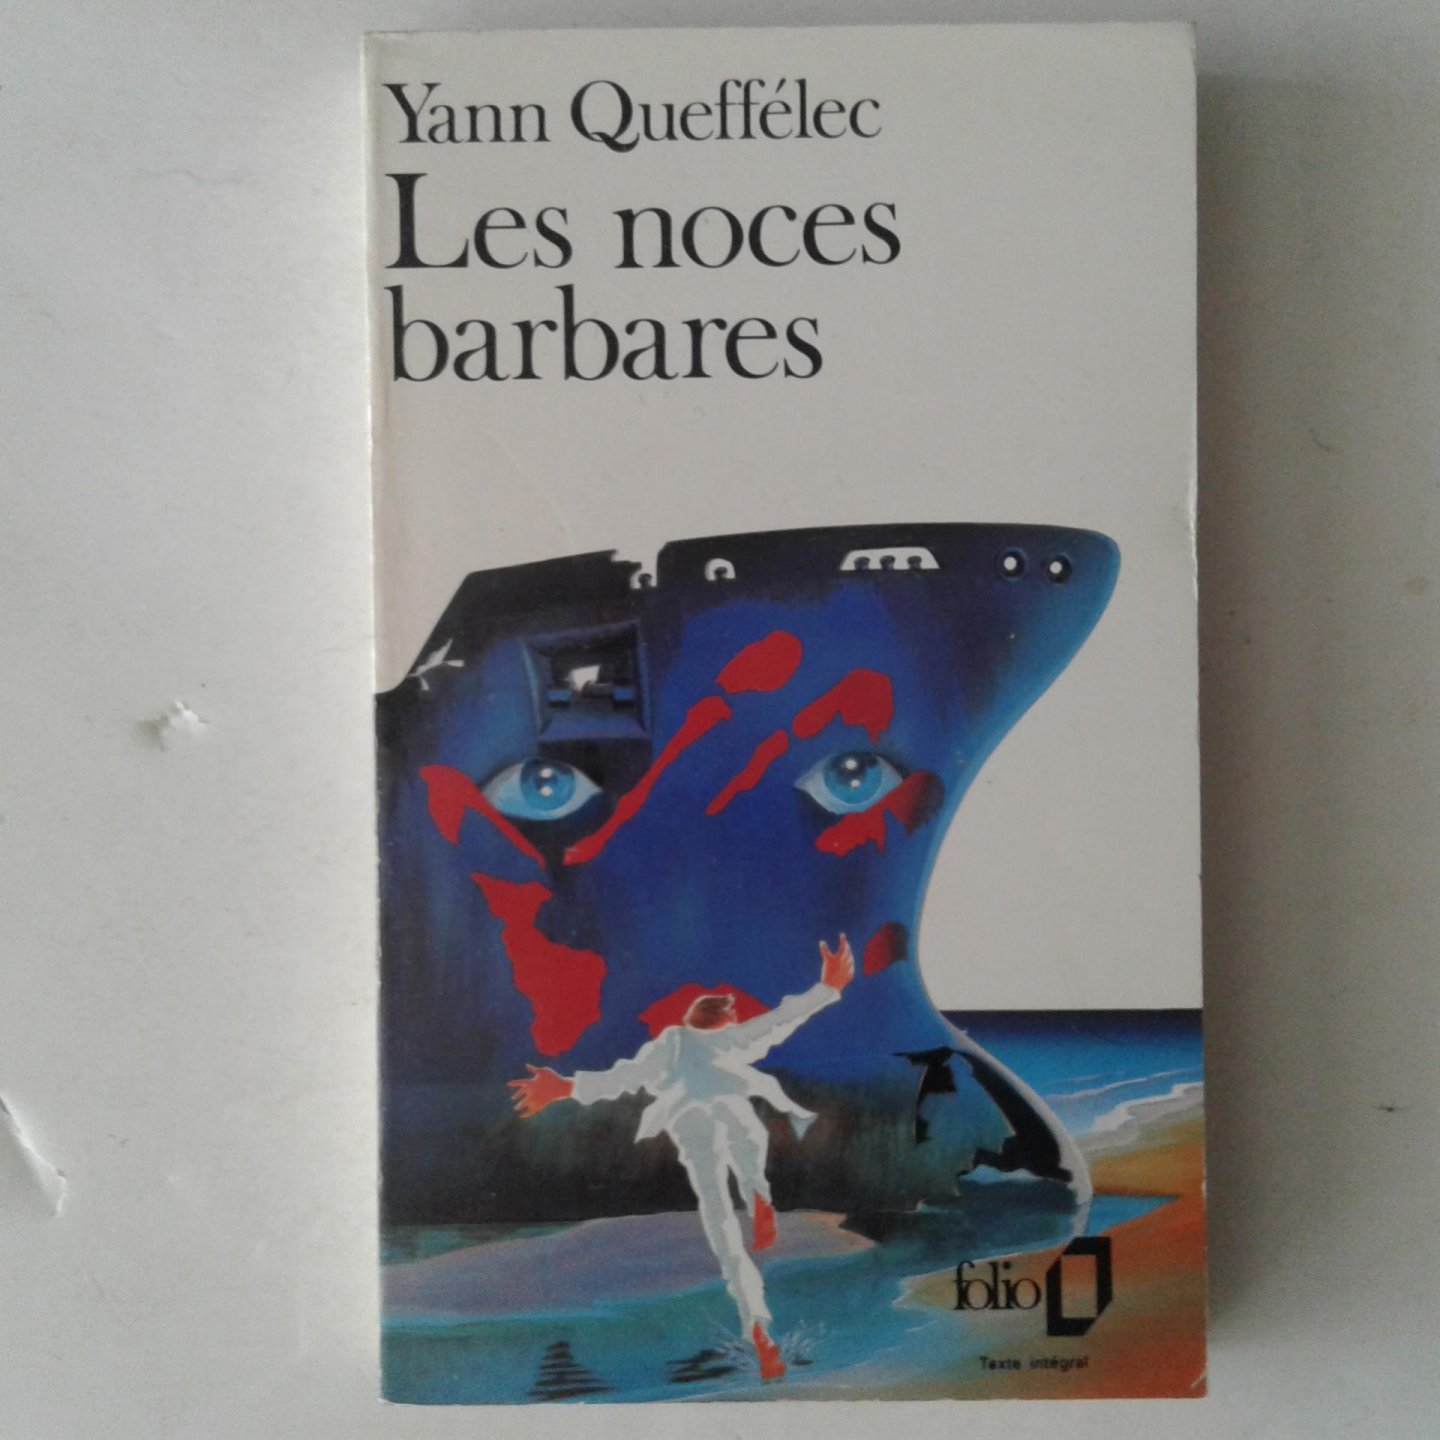 Yann Queffélec
Les noces
barbares
folio
Texte intégral